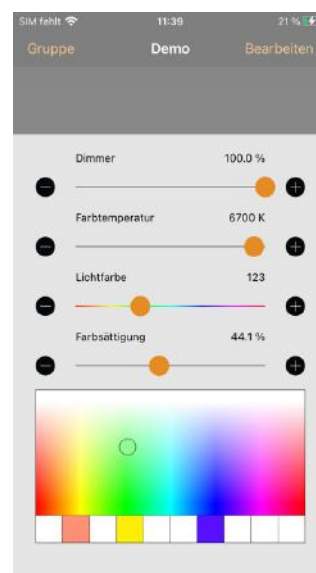 SIM fehlt 11:39 21 %
Gruppe Demo Bearbeiten
Dimmer 100.0 %
Farbtemperatur 6700 K
Lichtfarbe 123
Farbsättigung 44.1 %